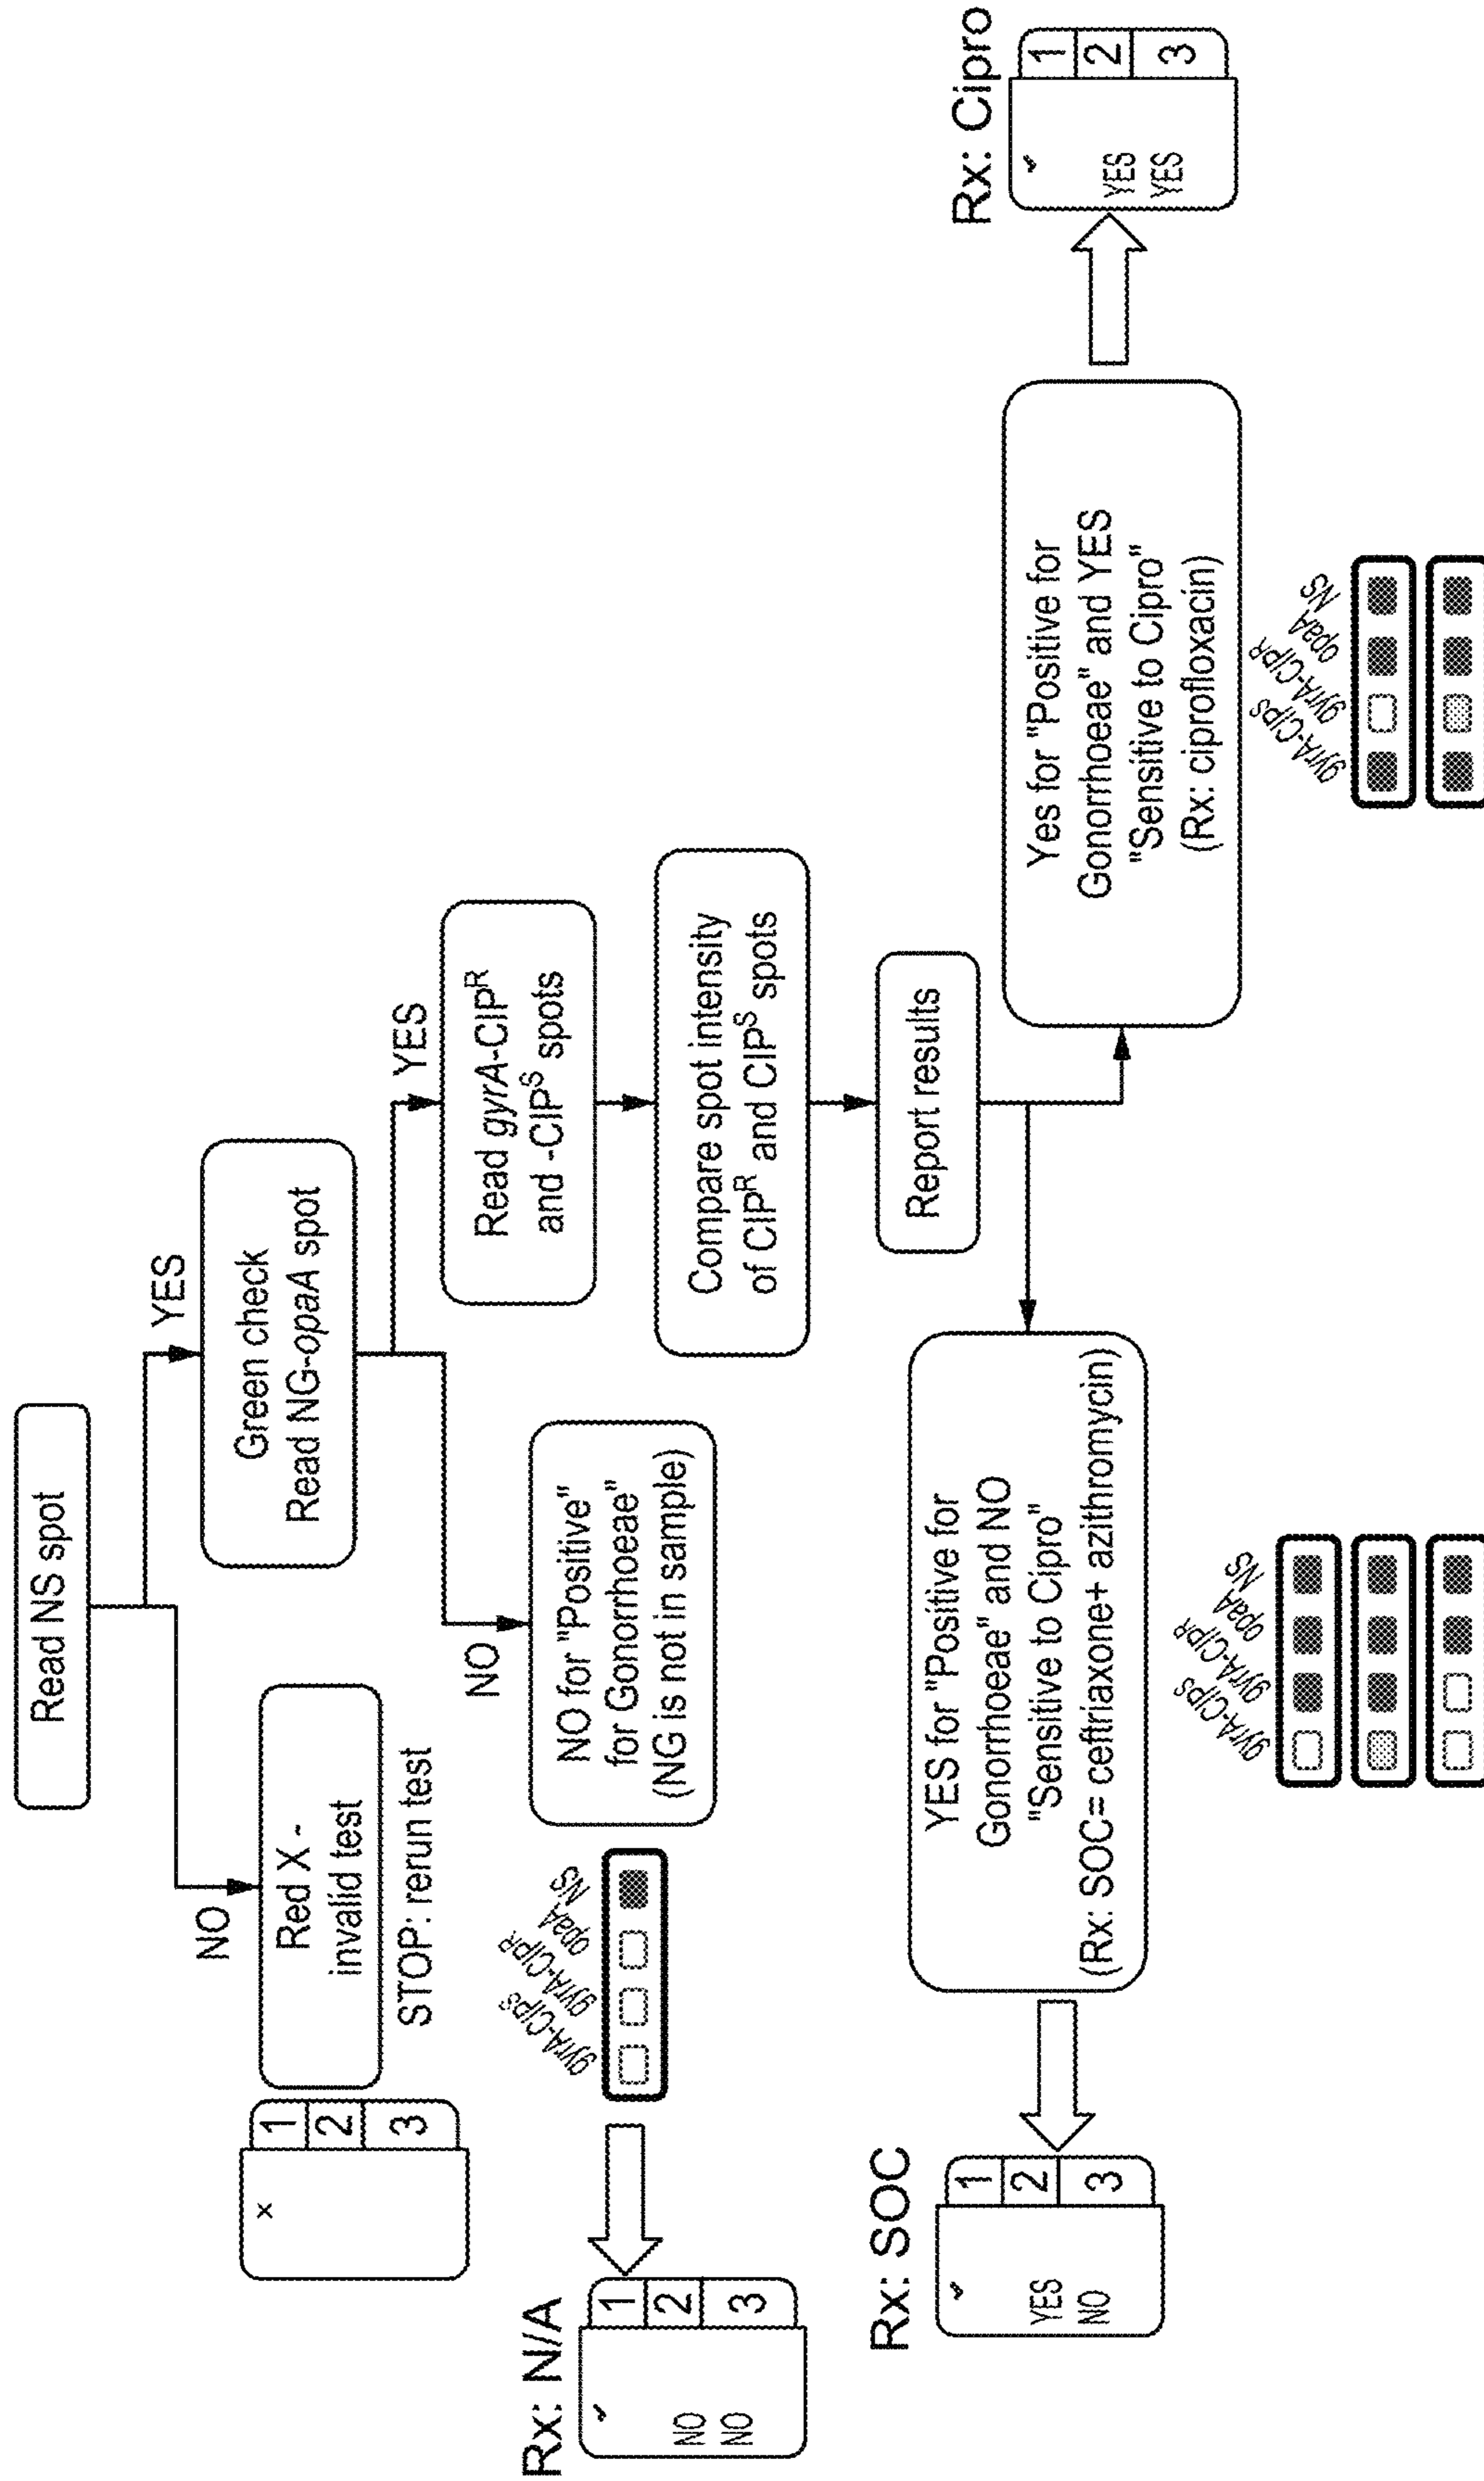 Read NS spot
NO
YES
Red X -
invalid test
STOP: rerun test
x
1
2
3
Green check
Read NG-opaA spot
NO
YES
NO for "Positive"
for Gonorrhoeae"
(NG is not in sample)
gyrA-CIPS
gyrA-CIPR
opaA
NS
Rx: N/A
✓
NO
NO
1
2
3
Read gyrA-CIPᴿ
and -CIPˢ spots
Compare spot intensity
of CIPᴿ and CIPˢ spots
Report results
YES for "Positive for
Gonorrhoeae" and NO
"Sensitive to Cipro"
(Rx: SOC= ceftriaxone+ azithromycin)
gyrA-CIPS
gyrA-CIPR
opaA
NS
Rx: SOC
✓
YES
NO
1
2
3
Yes for "Positive for
Gonorrhoeae" and YES
"Sensitive to Cipro"
(Rx: ciprofloxacin)
gyrA-CIPS
gyrA-CIPR
opaA
NS
Rx: Cipro
✓
YES
YES
1
2
3